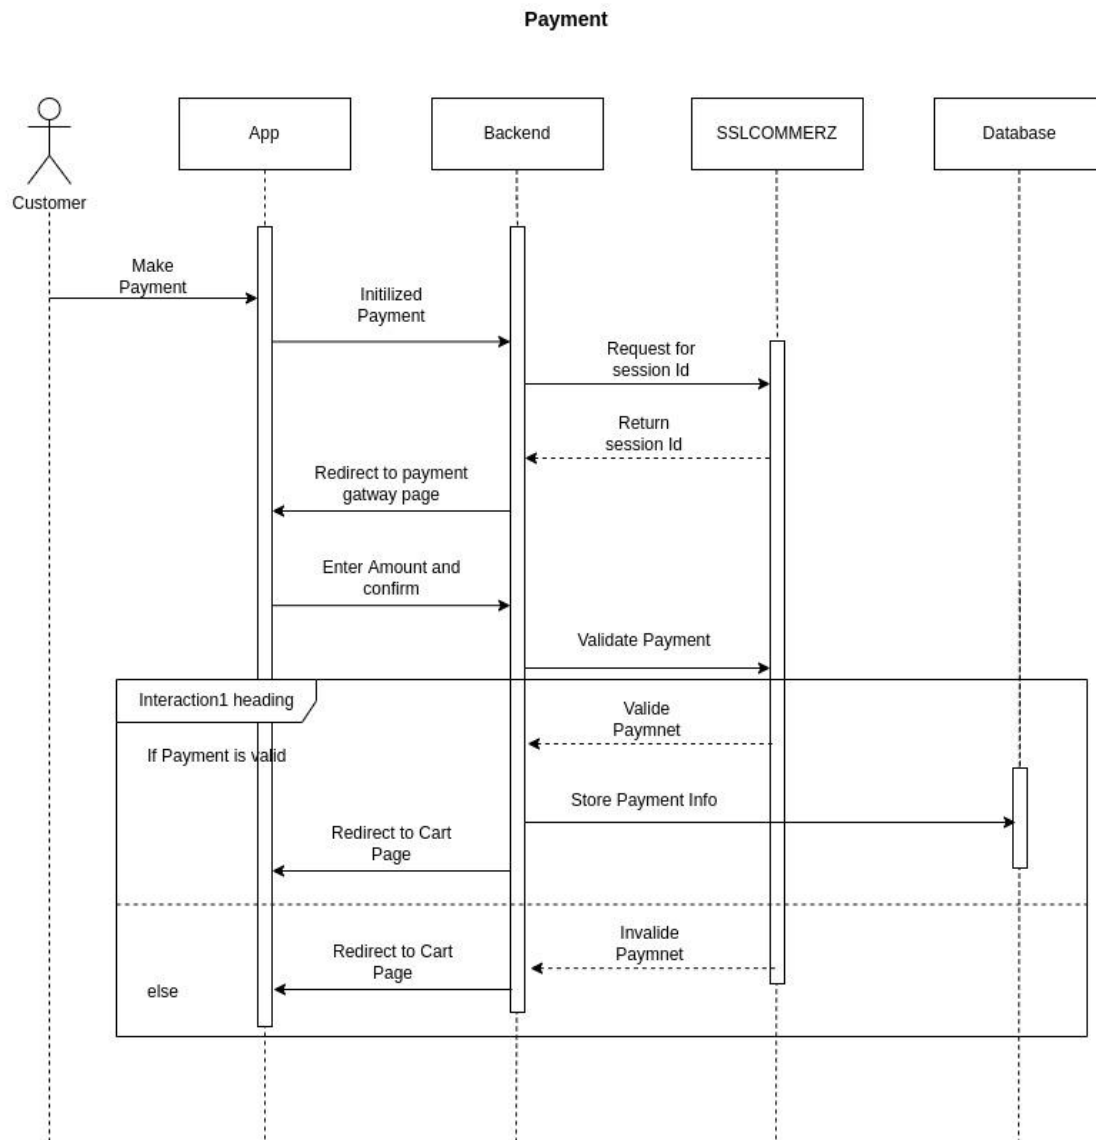 Payment
App
Backend
SSLCOMMERZ
Database
Customer
Make
Payment
Initilized
Payment
Request for
session Id
Return
session Id
Redirect to payment
gatway page
Enter Amount and
confirm
Validate Payment
Interaction1 heading
Valide
Paymnet
If Payment is valid
Store Payment Info
Redirect to Cart
Page
Invalide
Paymnet
Redirect to Cart
Page
else